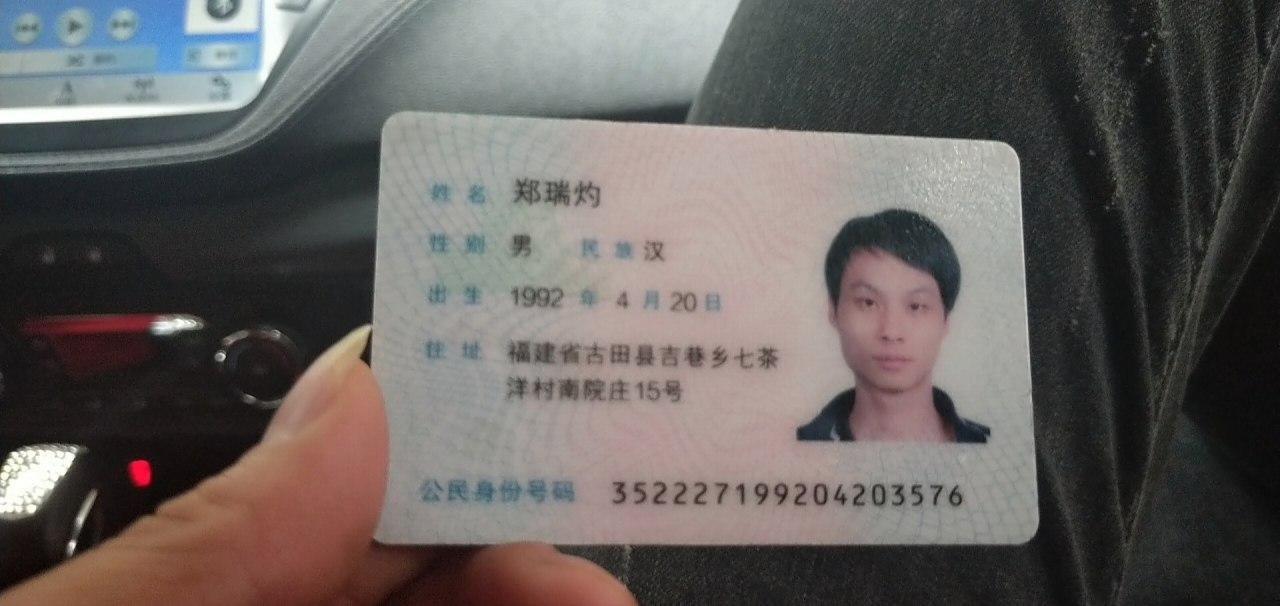 姓名 郑瑞灼
性别 男 民族 汉
出生 1992 年 4 月 20 日
住址 福建省古田县吉巷乡七茶
洋村南院庄15号
公民身份号码 352227199204203576